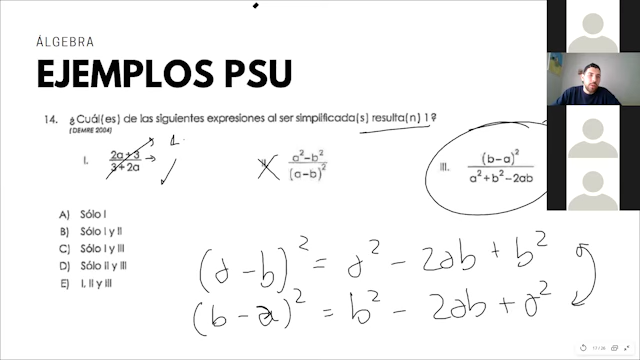 ÁLGEBRA
EJEMPLOS PSU
14. ¿Cuál(es) de las siguientes expresiones al ser simplificada(s) resulta(n) 1?
(DEMRE 2004)
I. 2a + 3 / 3 + 2a → 1. ✓
II. a² – b² / (a – b)²
III. (b – a)² / a² + b² – 2ab
A) Sólo I
B) Sólo I y II
C) Sólo I y III
D) Sólo II y III
E) I, II y III
(a – b)² = a² – 2ab + b²
(b – a)² = b² – 2ab + a²